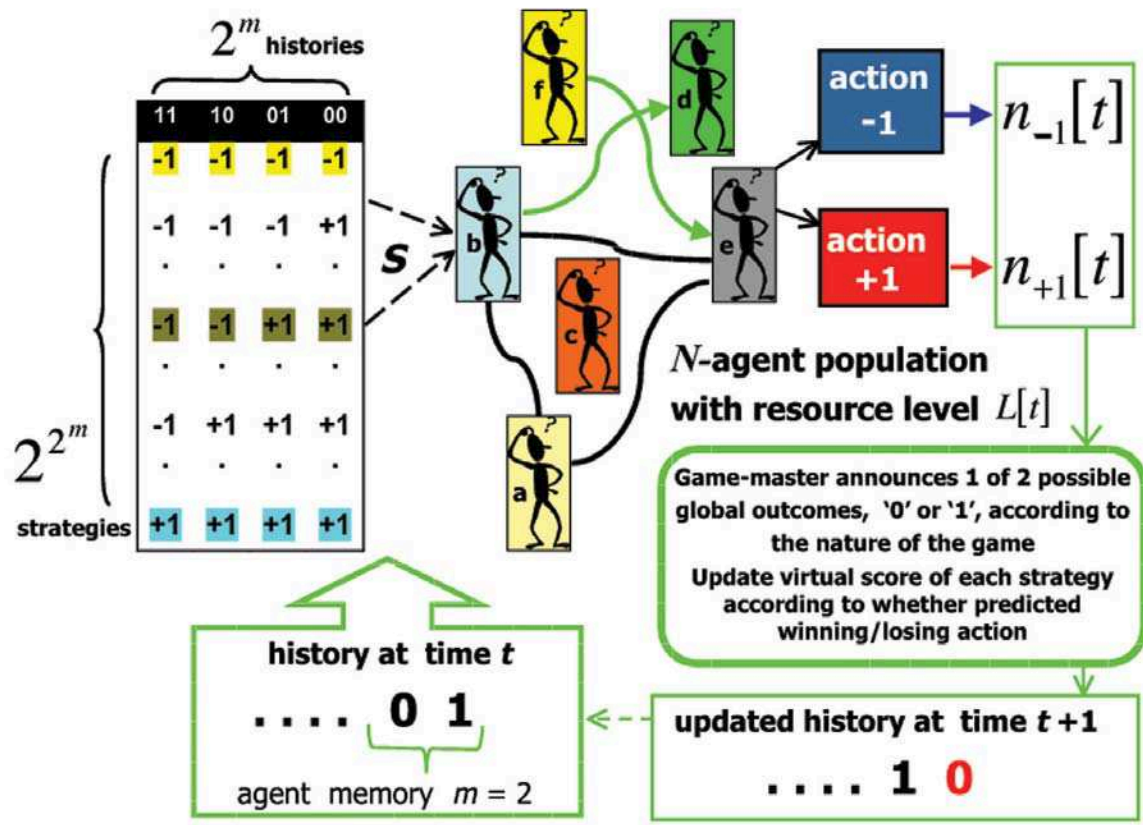 2^m histories
11 10 01 00
-1 -1 -1 -1
-1 -1 -1 +1
. . . .
-1 -1 +1 +1
. . . .
-1 +1 +1 +1
. . . .
+1 +1 +1 +1
2^{2^m}
strategies
S
? f
? d
? b
? e
? c
? a
action
-1
action
+1
n_{-1}[t]
n_{+1}[t]
N-agent population
with resource level L[t]
Game-master announces 1 of 2 possible
global outcomes, ‘0’ or ‘1’, according to
the nature of the game
Update virtual score of each strategy
according to whether predicted
winning/losing action
history at time t
. . . . 0 1
agent memory m = 2
updated history at time t +1
. . . . 1 0